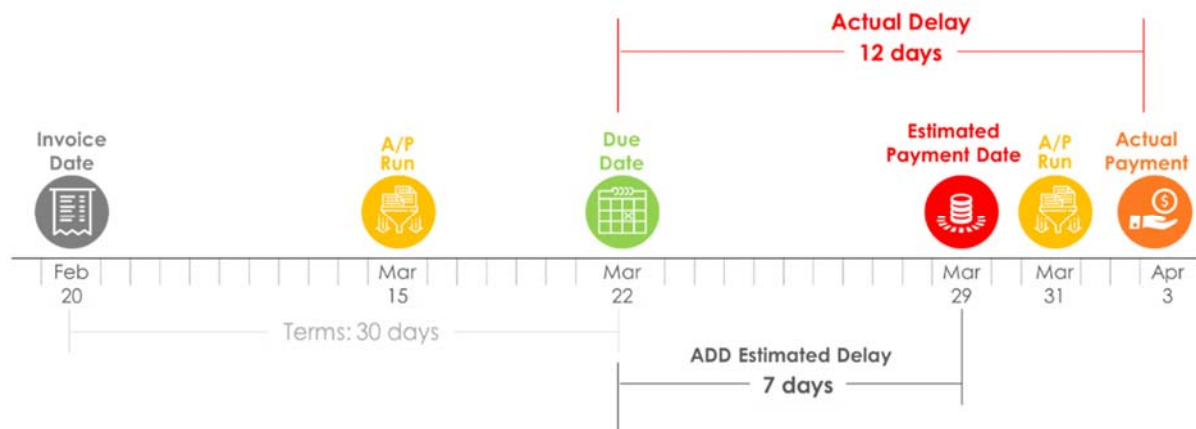 Actual Delay
12 days
Invoice
Date
A/P
Run
Due
Date
Estimated
Payment Date
A/P
Run
Actual
Payment
$
Feb
20
Mar
15
Mar
22
Mar
29
Mar
31
Apr
3
Terms: 30 days
ADD Estimated Delay
7 days